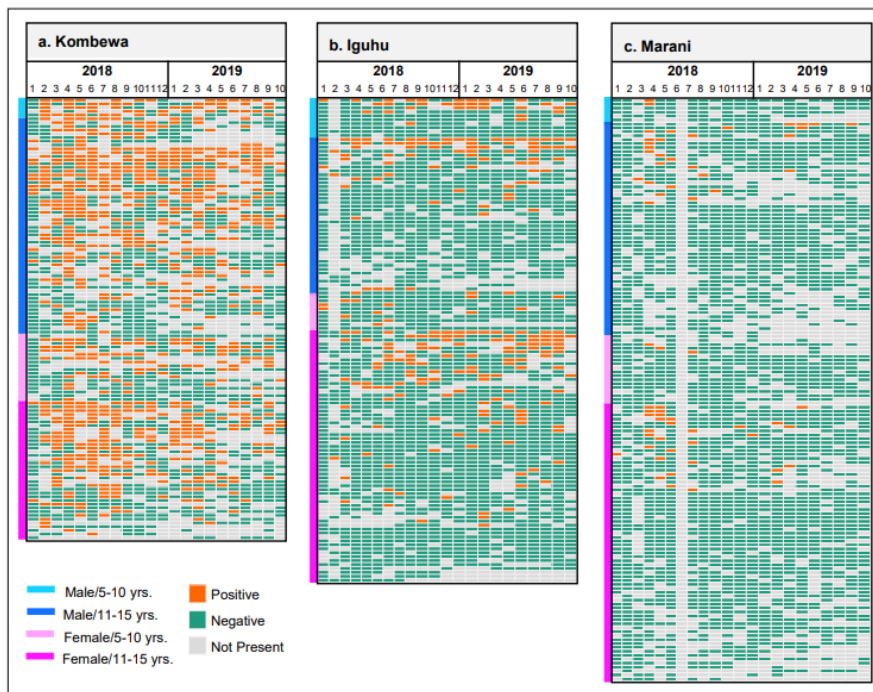 a. Kombewa
2018 2019
1 2 3 4 5 6 7 8 9 10 11 12 1 2 3 4 5 6 7 8 9 10
b. Iguhu
2018 2019
1 2 3 4 5 6 7 8 9 10 11 12 1 2 3 4 5 6 7 8 9 10
c. Marani
2018 2019
1 2 3 4 5 6 7 8 9 10 11 12 1 2 3 4 5 6 7 8 9 10
Male/5-10 yrs.
Male/11-15 yrs.
Female/5-10 yrs.
Female/11-15 yrs.
Positive
Negative
Not Present